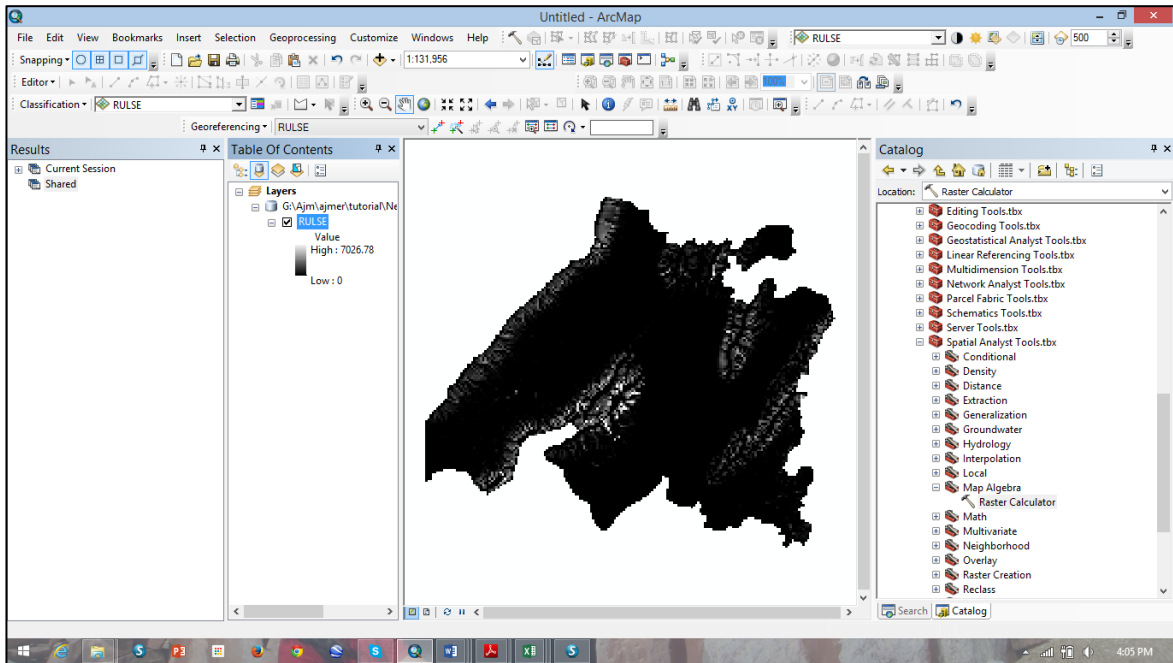 Untitled - ArcMap
File Edit View Bookmarks Insert Selection Geoprocessing Customize Windows Help RULSE 500
Snapping 1:131,956
Editor 100%
Classification RULSE
Georeferencing RULSE
Results
Current Session
Shared
Table Of Contents
Layers
G:\Ajm\ajmer\tutorial\Ne
RULSE
Value
High : 7026.78
Low : 0
Catalog
Location: Raster Calculator
Editing Tools.tbx
Geocoding Tools.tbx
Geostatistical Analyst Tools.tbx
Linear Referencing Tools.tbx
Multidimension Tools.tbx
Network Analyst Tools.tbx
Parcel Fabric Tools.tbx
Schematics Tools.tbx
Server Tools.tbx
Spatial Analyst Tools.tbx
Conditional
Density
Distance
Extraction
Generalization
Groundwater
Hydrology
Interpolation
Local
Map Algebra
Raster Calculator
Math
Multivariate
Neighborhood
Overlay
Raster Creation
Reclass
Search Catalog
4:05 PM